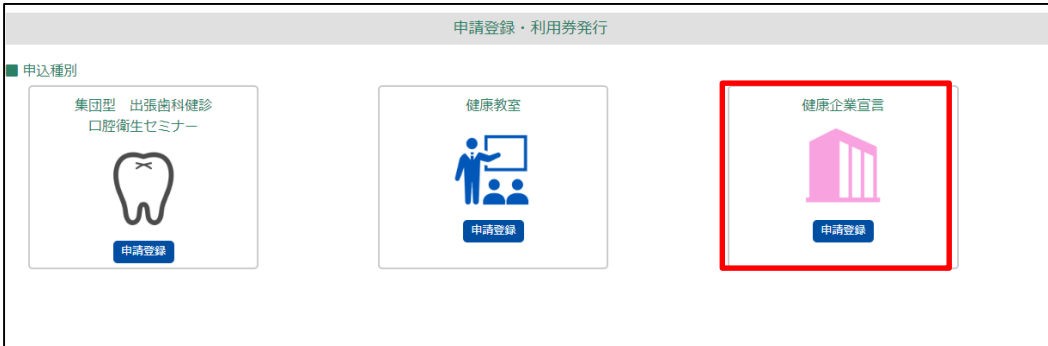 申請登録・利用券発行
■ 申込種別
集団型　出張歯科健診
口腔衛生セミナー
申請登録
健康教室
申請登録
健康企業宣言
申請登録